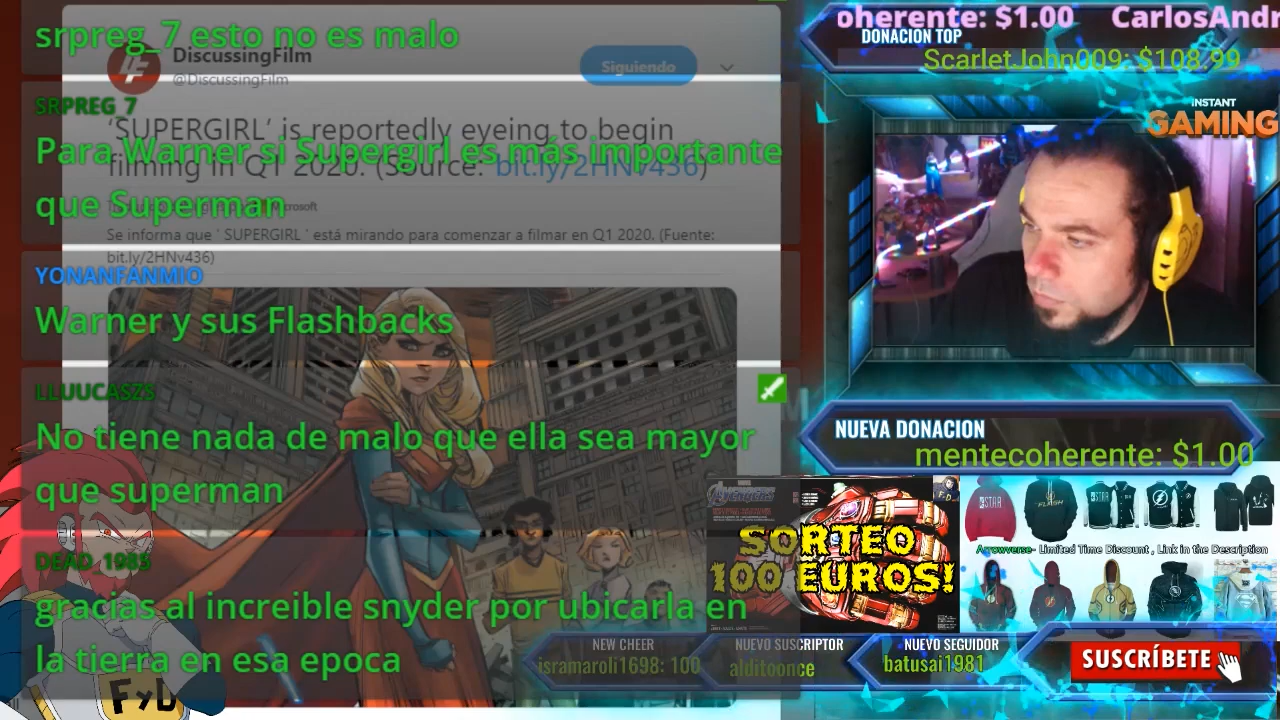 srpreg_7 esto no es malo
DiscussingFilm
@DiscussingFilm
Siguiendo
SRPREG_7
'SUPERGIRL' is reportedly eyeing to begin
filming in Q1 2020. (Source: bit.ly/2HNv436)
Para Warner si Supergirl es más importante
que Superman
Se informa que ' SUPERGIRL ' está mirando para comenzar a filmar en Q1 2020. (Fuente:
bit.ly/2HNv436)
YONANFANMIO
Warner y sus Flashbacks
LLUUCASZS
No tiene nada de malo que ella sea mayor
que superman
DEAD_1983
gracias al increible snyder por ubicarla en
la tierra en esa epoca
FyD
oherente: $1.00 CarlosAndr
DONACION TOP
ScarletJohn009: $108.99
INSTANT
GAMING
NUEVA DONACION
mentecoherente: $1.00
MARVEL
AVENGERS
SORTEO
100 EUROS!
STAR
FLASH
STAR
Arrowverse- Limited Time Discount , Link in the Description
NEW CHEER
isramaroli1698: 100
NUEVO SUSCRIPTOR
alditoonce
NUEVO SEGUIDOR
batusai1981
SUSCRÍBETE